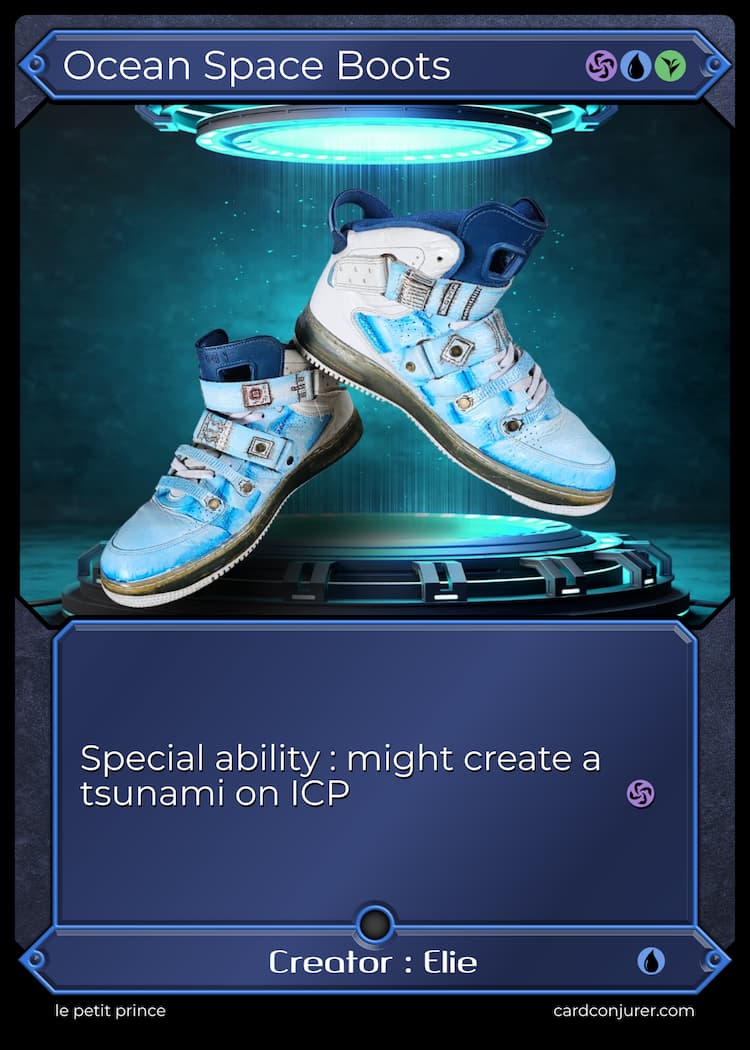 Ocean Space Boots
Special ability : might create a
tsunami on ICP
Creator : Elie
le petit prince
cardconjurer.com